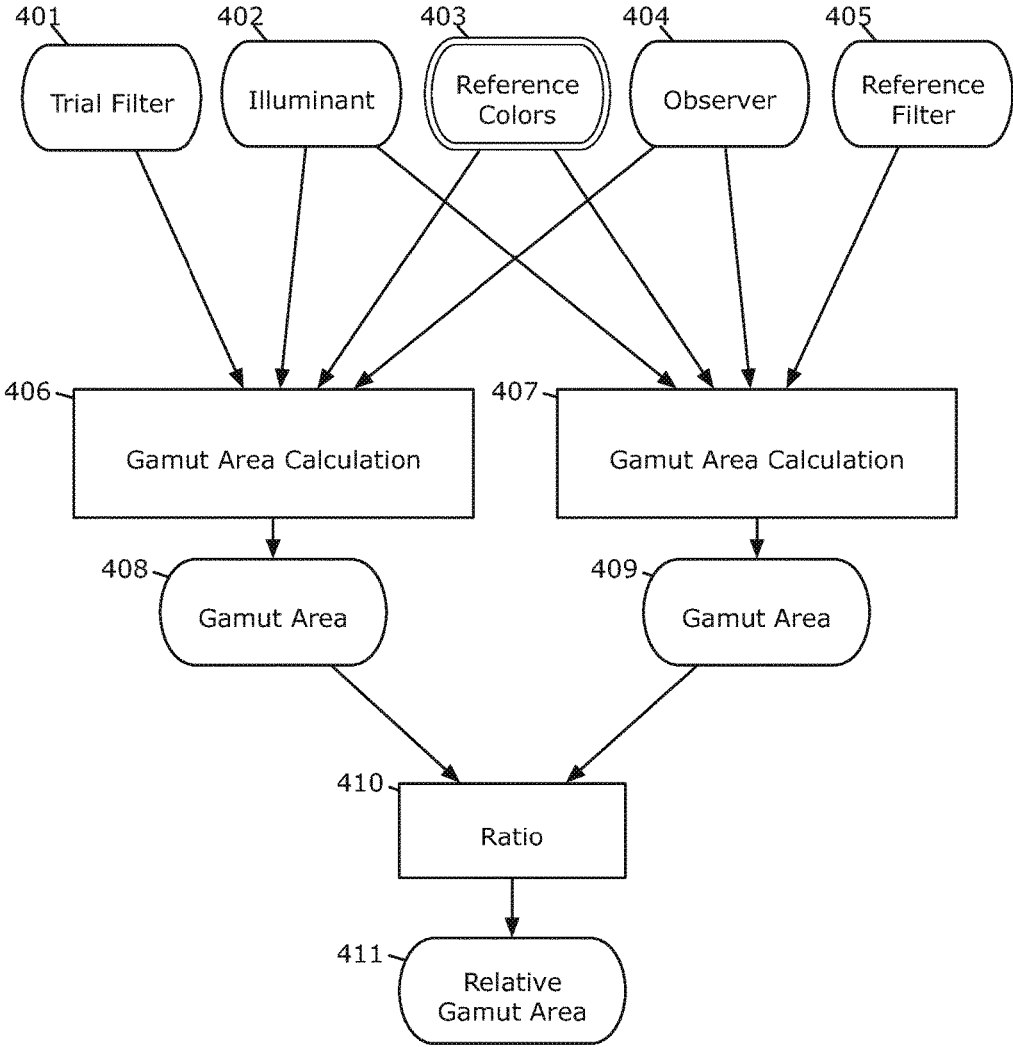 401
402
403
404
405
Trial Filter
Illuminant
Reference
Colors
Observer
Reference
Filter
406
407
Gamut Area Calculation
Gamut Area Calculation
408
409
Gamut Area
Gamut Area
410
Ratio
411
Relative
Gamut Area